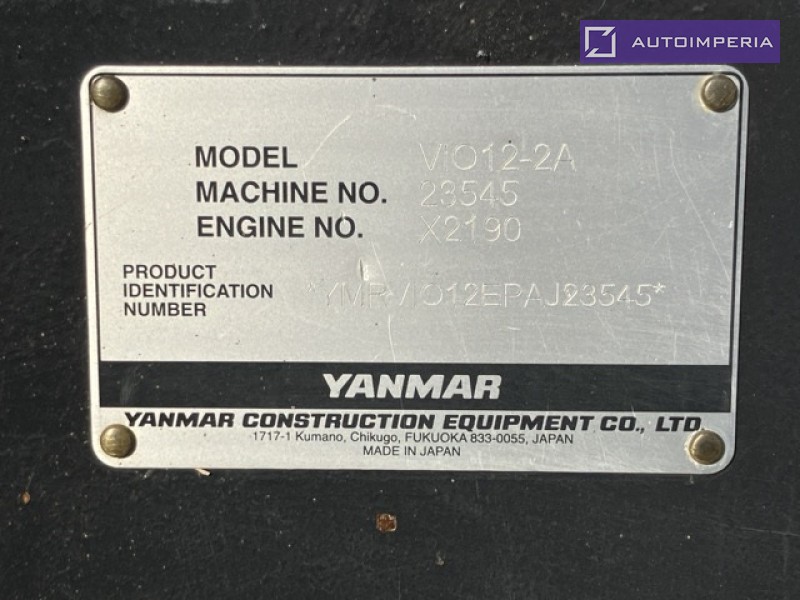 AUTOIMPERIA
MODEL VIO12-2A
MACHINE NO. 23545
ENGINE NO. X2190
PRODUCT
IDENTIFICATION *YMRVIO12EPAJ23545*
NUMBER
YANMAR
YANMAR CONSTRUCTION EQUIPMENT CO., LTD.
1717-1 Kumano, Chikugo, FUKUOKA 833-0055, JAPAN
MADE IN JAPAN